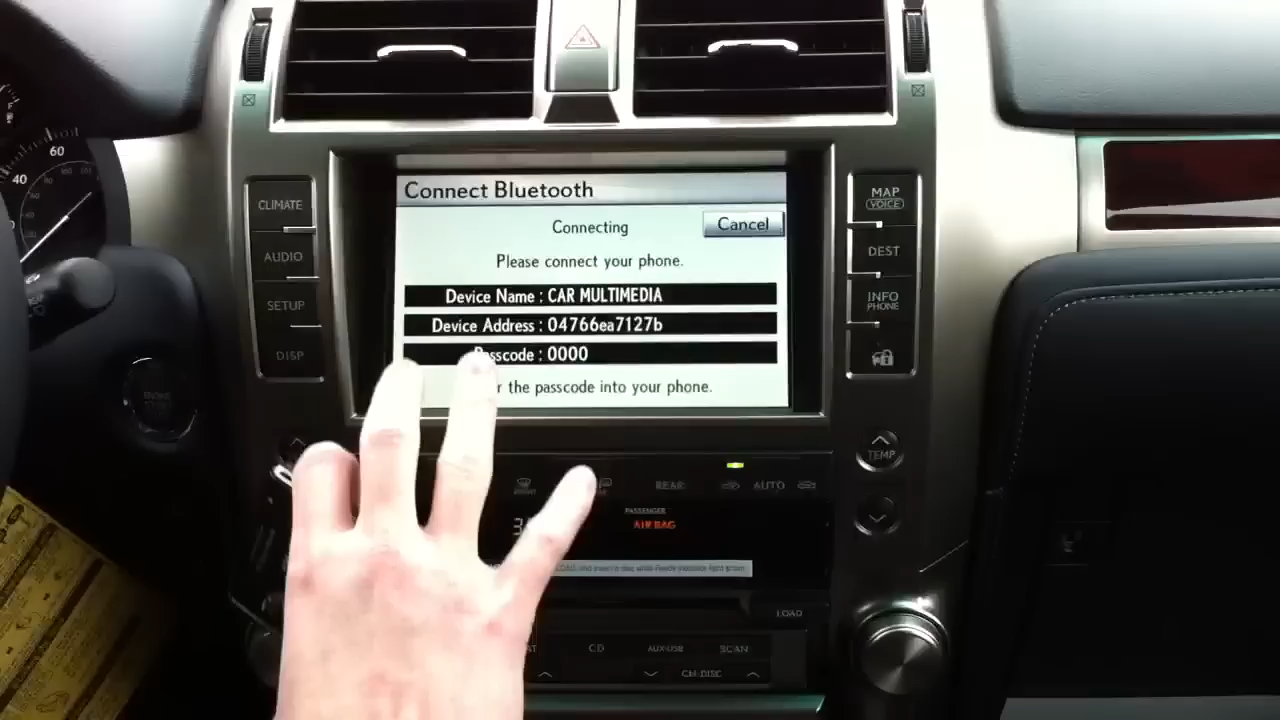 60
40
CLIMATE
AUDIO
SETUP
DISP
Connect Bluetooth
Connecting
Cancel
Please connect your phone.
Device Name : CAR MULTIMEDIA
Device Address : 04766ea7127b
Passcode : 0000
r the passcode into your phone.
MAP
VOICE
DEST
INFO
PHONE
TEMP
REAR
AUTO
PASSENGER
AIR BAG
LOAD
CD
AUX·USB
SCAN
CH·DISC